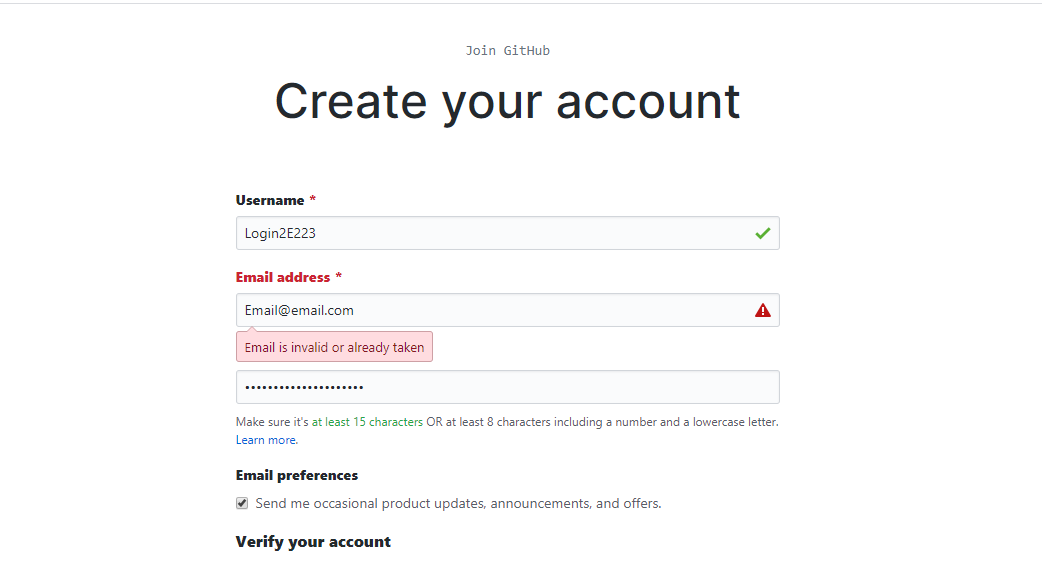 Join GitHub
Create your account
Username *
Login2E223
Email address *
Email@email.com
Email is invalid or already taken
•••••••••••••••••••••
Make sure it's at least 15 characters OR at least 8 characters including a number and a lowercase letter.
Learn more.
Email preferences
Send me occasional product updates, announcements, and offers.
Verify your account